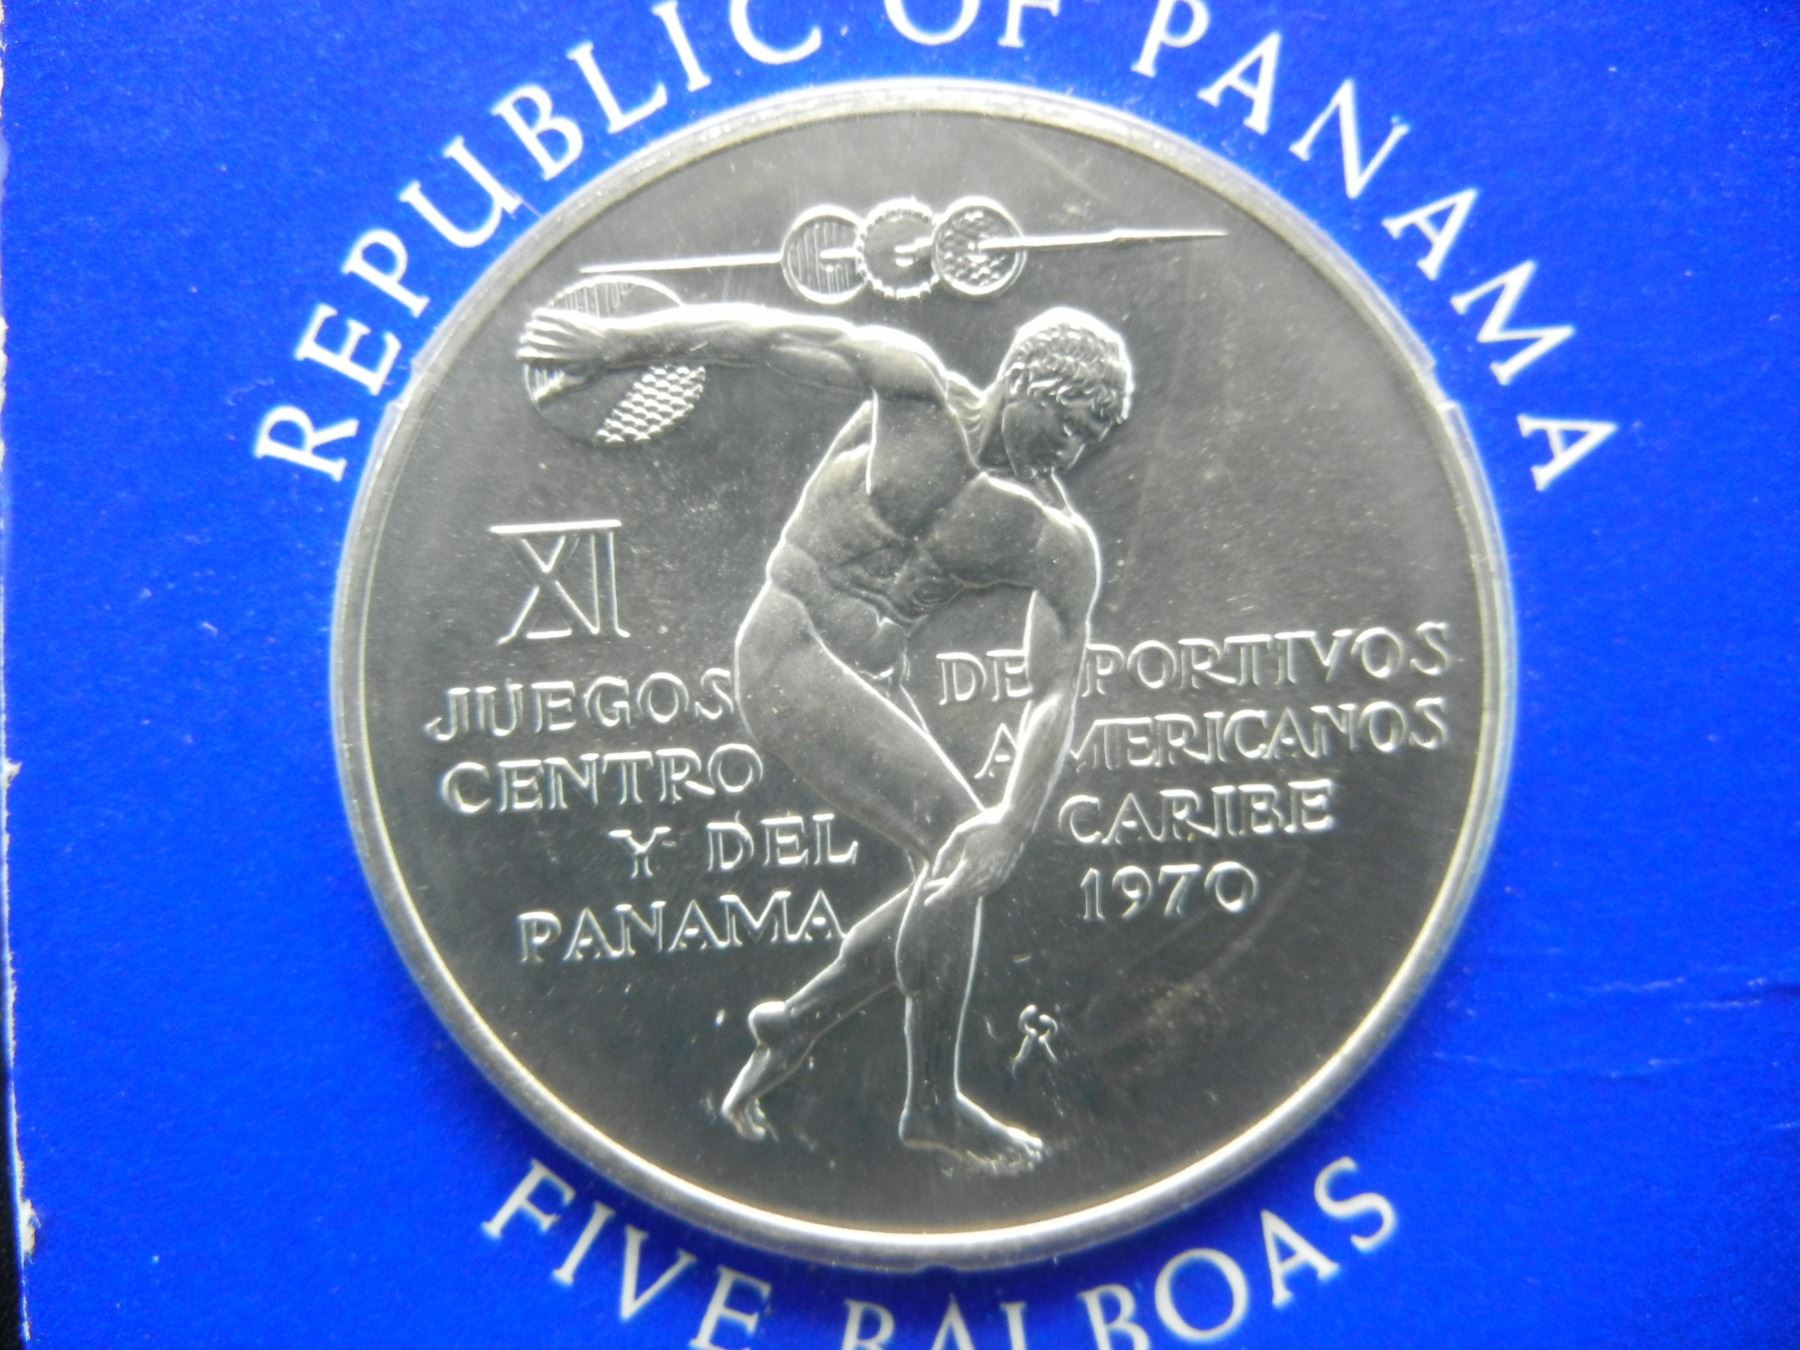 REPUBLIC OF PANAMA
XI
JUEGOS DEPORTIVOS
CENTRO AMERICANOS
Y DEL CARIBE
PANAMA 1970
FIVE BALBOAS